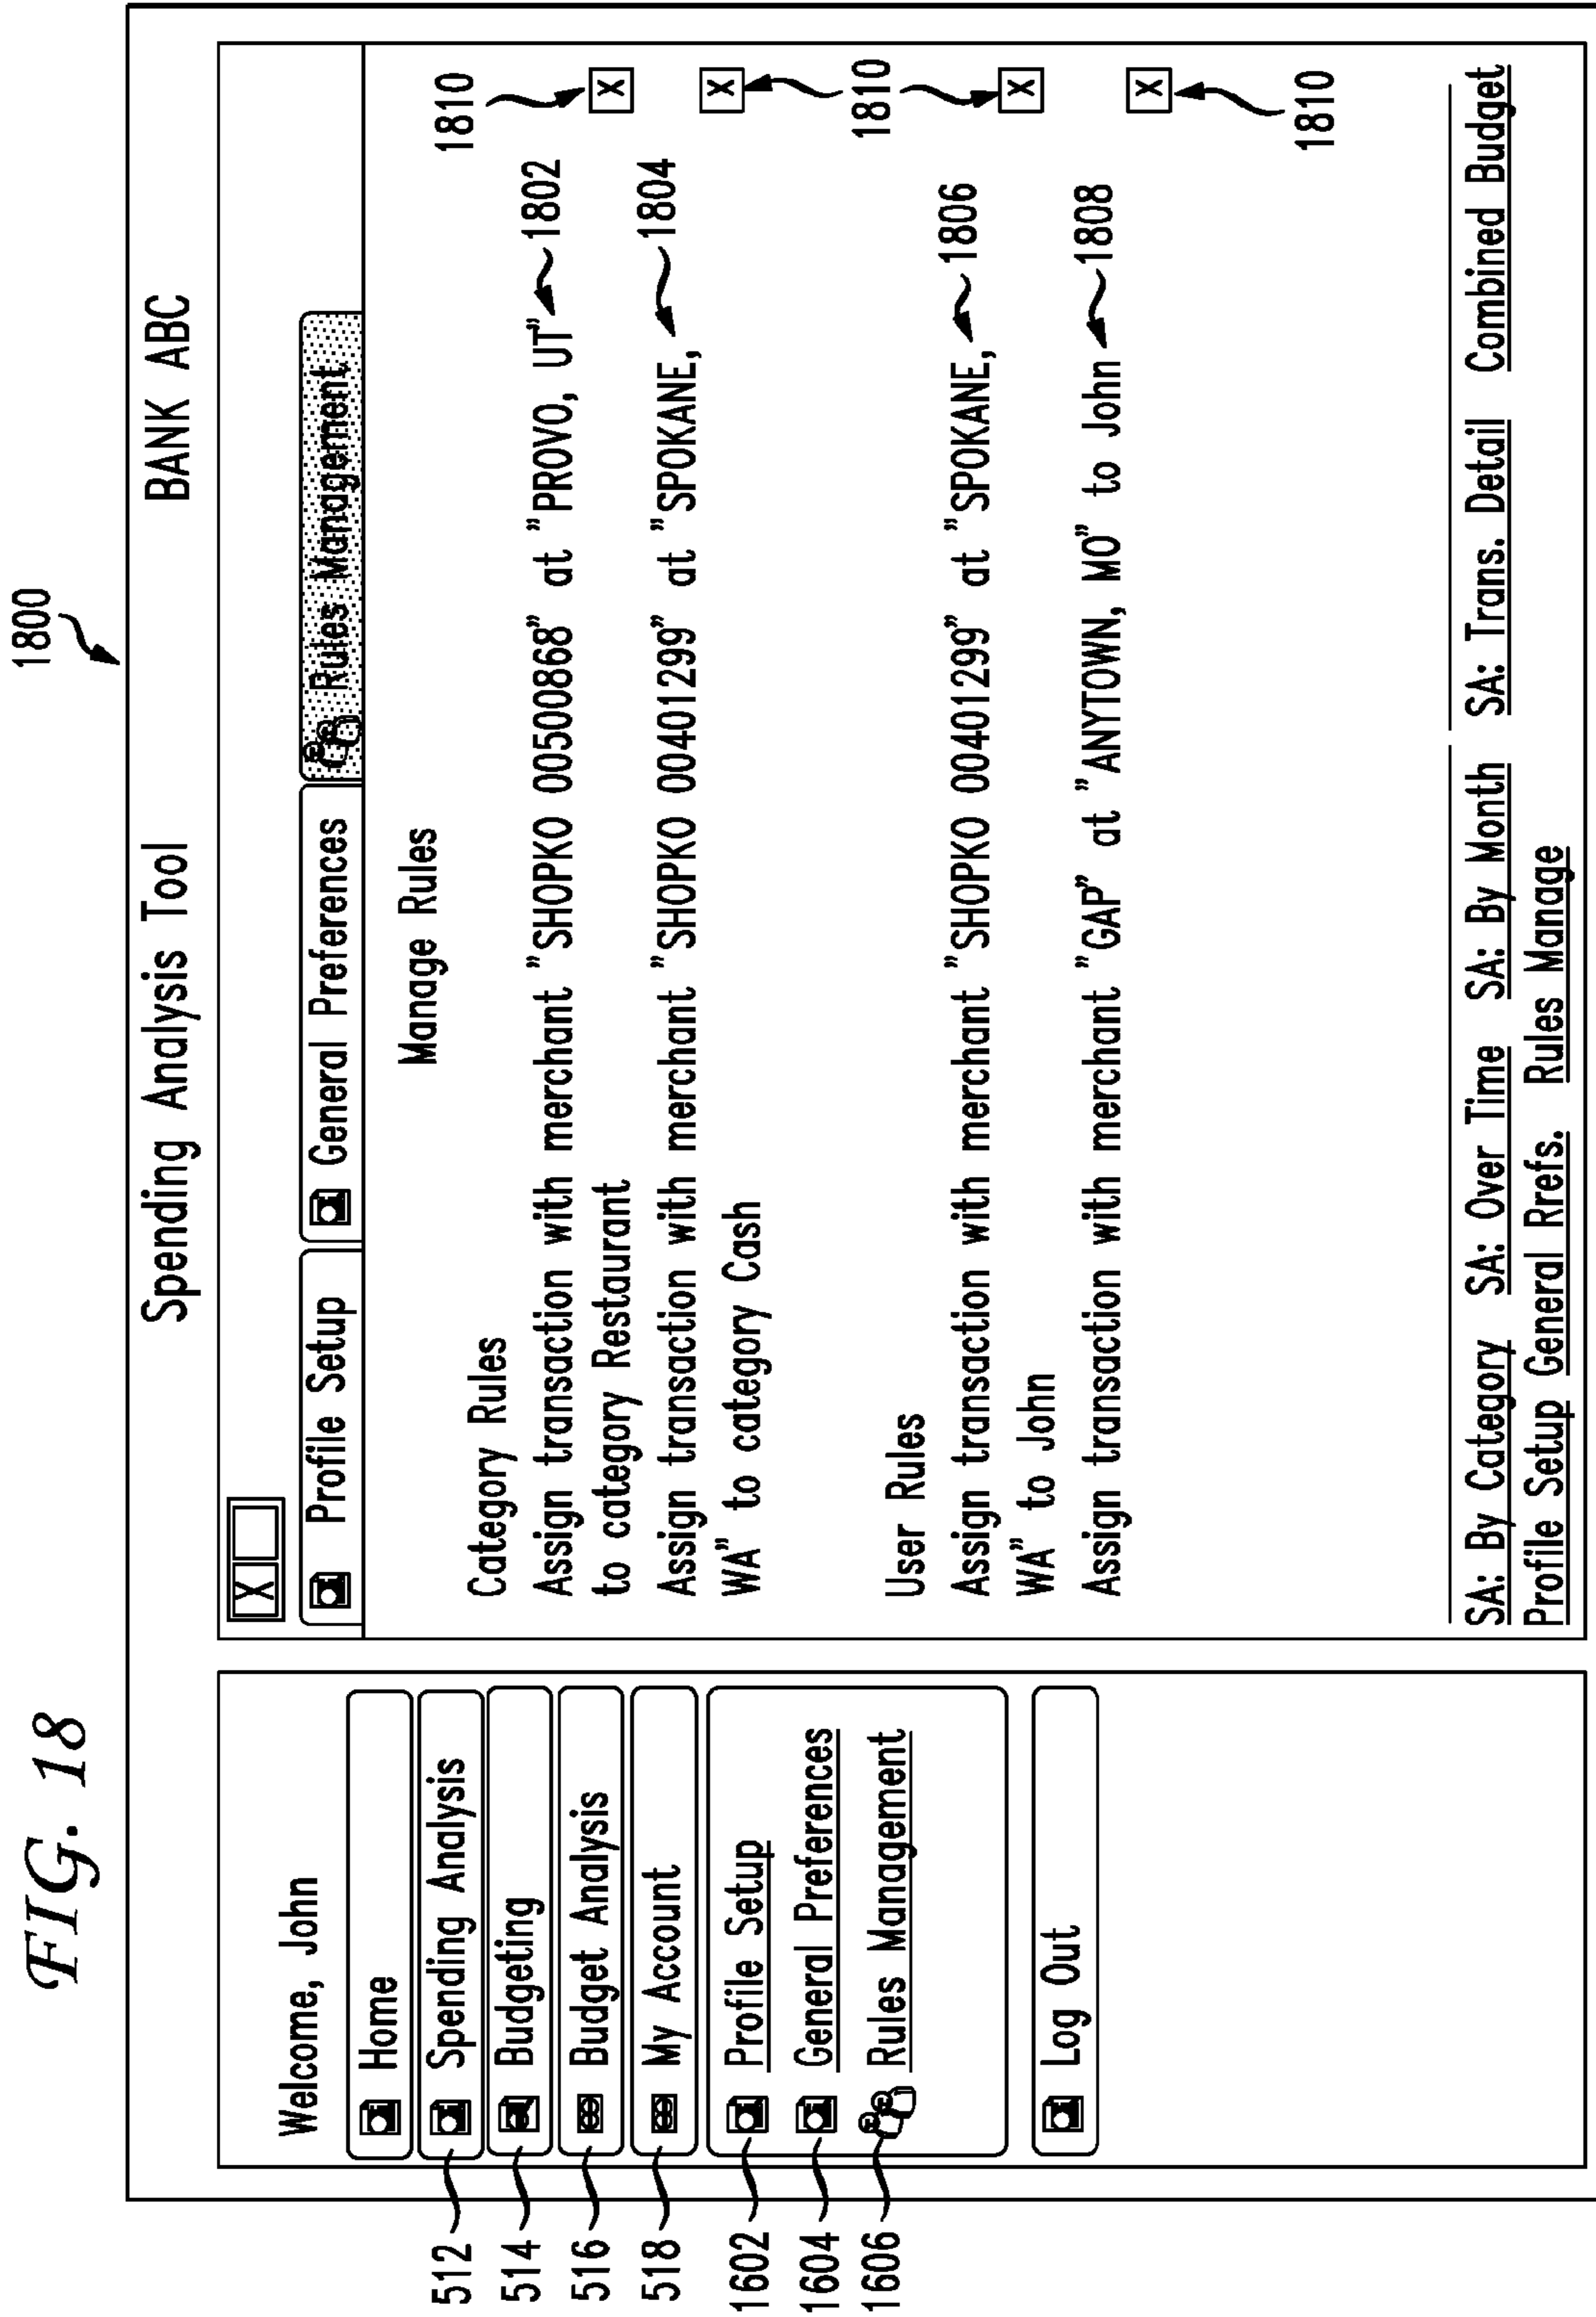 FIG. 18
1800
Spending Analysis Tool BANK ABC
Welcome, John
Home
Spending Analysis
Budgeting
Budget Analysis
My Account
Profile Setup
General Preferences
Rules Management
Log Out
512
514
516
518
1602
1604
1606
X
Profile Setup General Preferences Rules Management
Manage Rules
Category Rules
Assign transaction with merchant "SHOPKO 00500868" at "PROVO, UT"
to category Restaurant
Assign transaction with merchant "SHOPKO 00401299" at "SPOKANE,
WA" to category Cash
User Rules
Assign transaction with merchant "SHOPKO 00401299" at "SPOKANE,
WA" to John
Assign transaction with merchant "GAP" at "ANYTOWN, MO" to John
1802
1804
1806
1808
1810
X
X
1810
X
X
1810
SA: By Category SA: Over Time SA: By Month SA: Trans. Detail Combined Budget
Profile Setup General Rrefs. Rules Manage